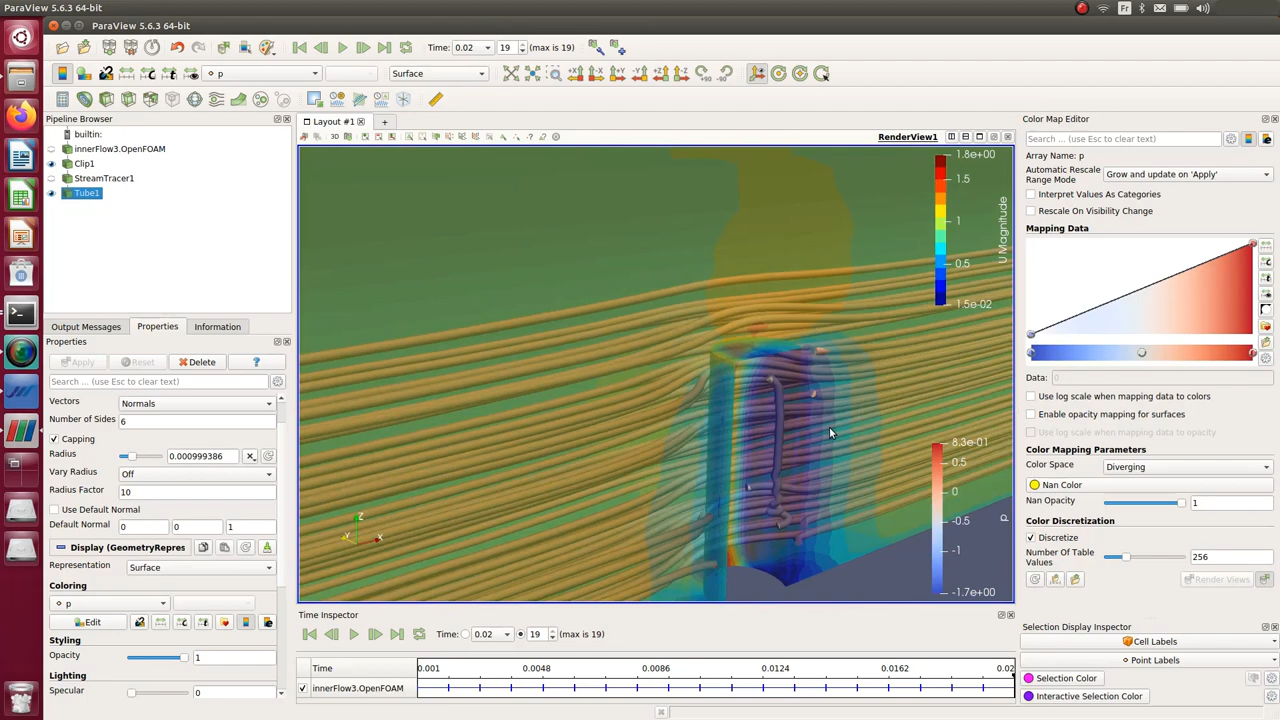 ParaView 5.6.3 64-bit
Fr
ParaView 5.6.3 64-bit
Time: 0.02 19 (max is 19)
p Surface
+X -X +Y -Y +Z -Z +90 -90
Pipeline Browser
builtin:
innerFlow3.OpenFOAM
Clip1
StreamTracer1
Tube1
Output Messages Properties Information
Properties
Apply Reset Delete ?
Search ... (use Esc to clear text)
Vectors Normals
Number of Sides 6
Capping
Radius 0.000999386
Vary Radius Off
Radius Factor 10
Use Default Normal
Default Normal 0 0 1
Display (GeometryRepres
Representation Surface
Coloring
p
Edit
Styling
Opacity 1
Lighting
Specular 0
Layout #1 +
3D RenderView1
1.8e+00
1.5
1
0.5
1.5e-02
U Magnitude
8.3e-01
0.5
0
-0.5
-1
-1.7e+00
p
Z
Y X
Time Inspector
Time: 0.02 19 (max is 19)
Time 0.001 0.0048 0.0086 0.0124 0.0162 0.02
innerFlow3.OpenFOAM
Color Map Editor
Search ... (use Esc to clear text)
Array Name: p
Automatic Rescale Range Mode Grow and update on 'Apply'
Interpret Values As Categories
Rescale On Visibility Change
Mapping Data
Data: 0
Use log scale when mapping data to colors
Enable opacity mapping for surfaces
Use log scale when mapping data to opacity
Color Mapping Parameters
Color Space Diverging
Nan Color
Nan Opacity 1
Color Discretization
Discretize
Number Of Table Values 256
Render Views
Selection Display Inspector
Cell Labels
Point Labels
Selection Color
Interactive Selection Color